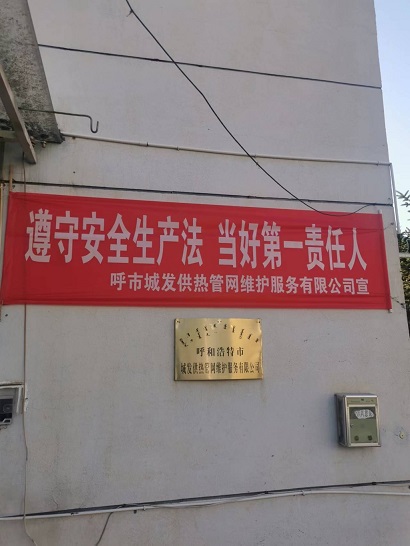 遵守安全生产法 当好第一责任人
呼市城发供热管网维护服务有限公司宣
呼和浩特市
城发供热管网维护服务有限公司